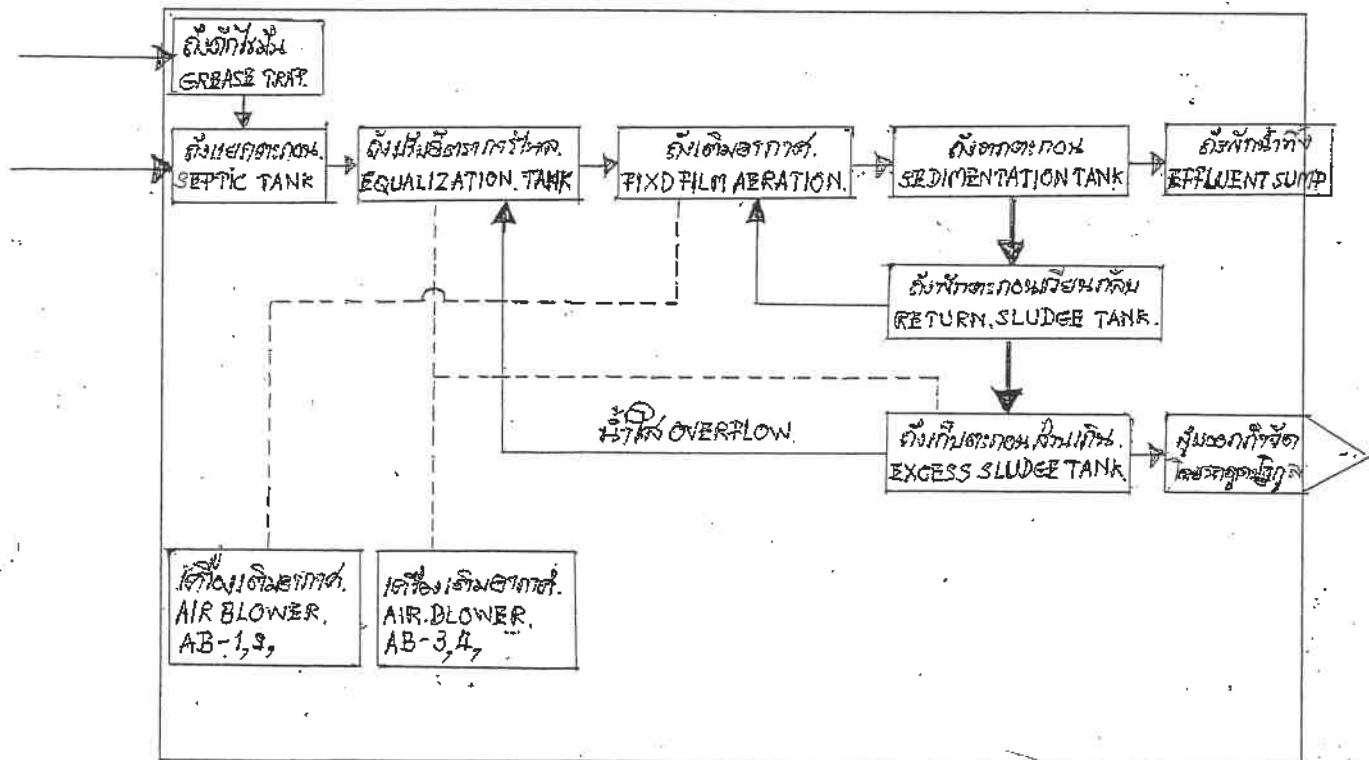 ถังดักไขมัน
GREASE TRAP.
ถังแยกตะกอน.
SEPTIC TANK
ถังปรับอัตราการไหล.
EQUALIZATION. TANK
ถังเติมอากาศ.
FIXD FILM AERATION.
ถังตกตะกอน
SEDIMENTATION TANK
ถังพักน้ำทิ้ง
EFFLUENT SUMP
ถังพักตะกอนเวียนกลับ
RETURN. SLUDGE TANK.
น้ำใส OVERFLOW.
ถังเก็บตะกอนส่วนเกิน.
EXCESS SLUDGE TANK
สูบออกกำจัด
โดยรถดูดปฏิกูล
เครื่องเติมอากาศ.
AIR BLOWER.
AB-1,2,
เครื่องเติมอากาศ.
AIR. BLOWER.
AB-3,4,